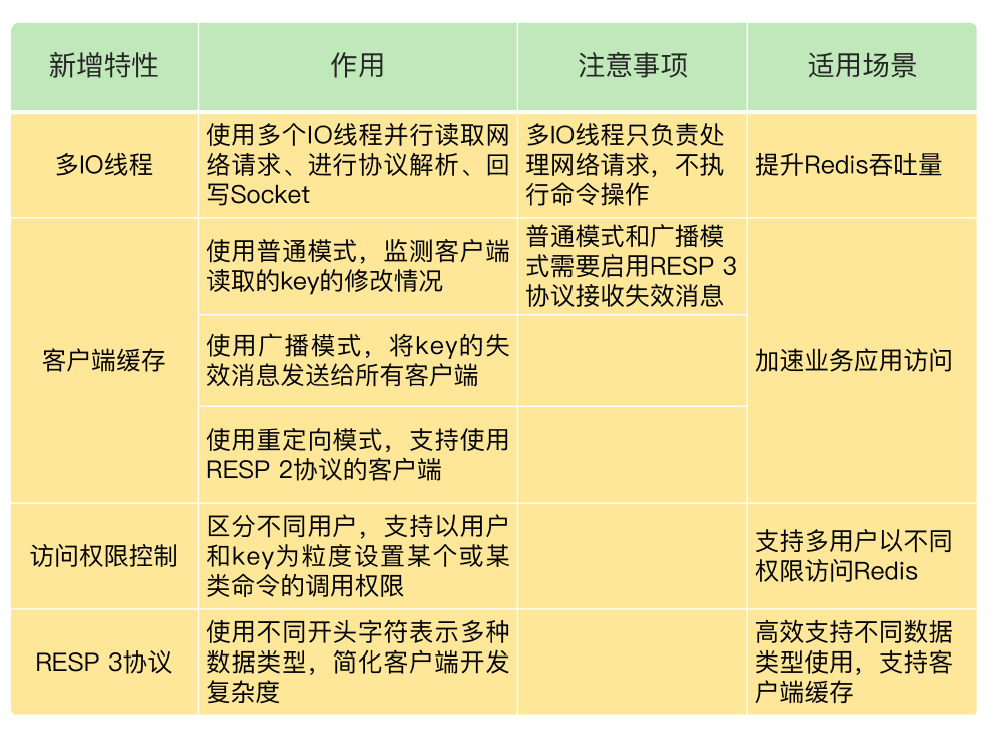 新增特性
作用
注意事项
适用场景
多IO线程
使用多个IO线程并行读取网
络请求、进行协议解析、回
写Socket
多IO线程只负责处
理网络请求，不执
行命令操作
提升Redis吞吐量
客户端缓存
使用普通模式，监测客户端
读取的key的修改情况
普通模式和广播模
式需要启用RESP 3
协议接收失效消息
使用广播模式，将key的失
效消息发送给所有客户端
使用重定向模式，支持使用
RESP 2协议的客户端
加速业务应用访问
访问权限控制
区分不同用户，支持以用户
和key为粒度设置某个或某
类命令的调用权限
支持多用户以不同
权限访问Redis
RESP 3协议
使用不同开头字符表示多种
数据类型，简化客户端开发
复杂度
高效支持不同数据
类型使用，支持客
户端缓存